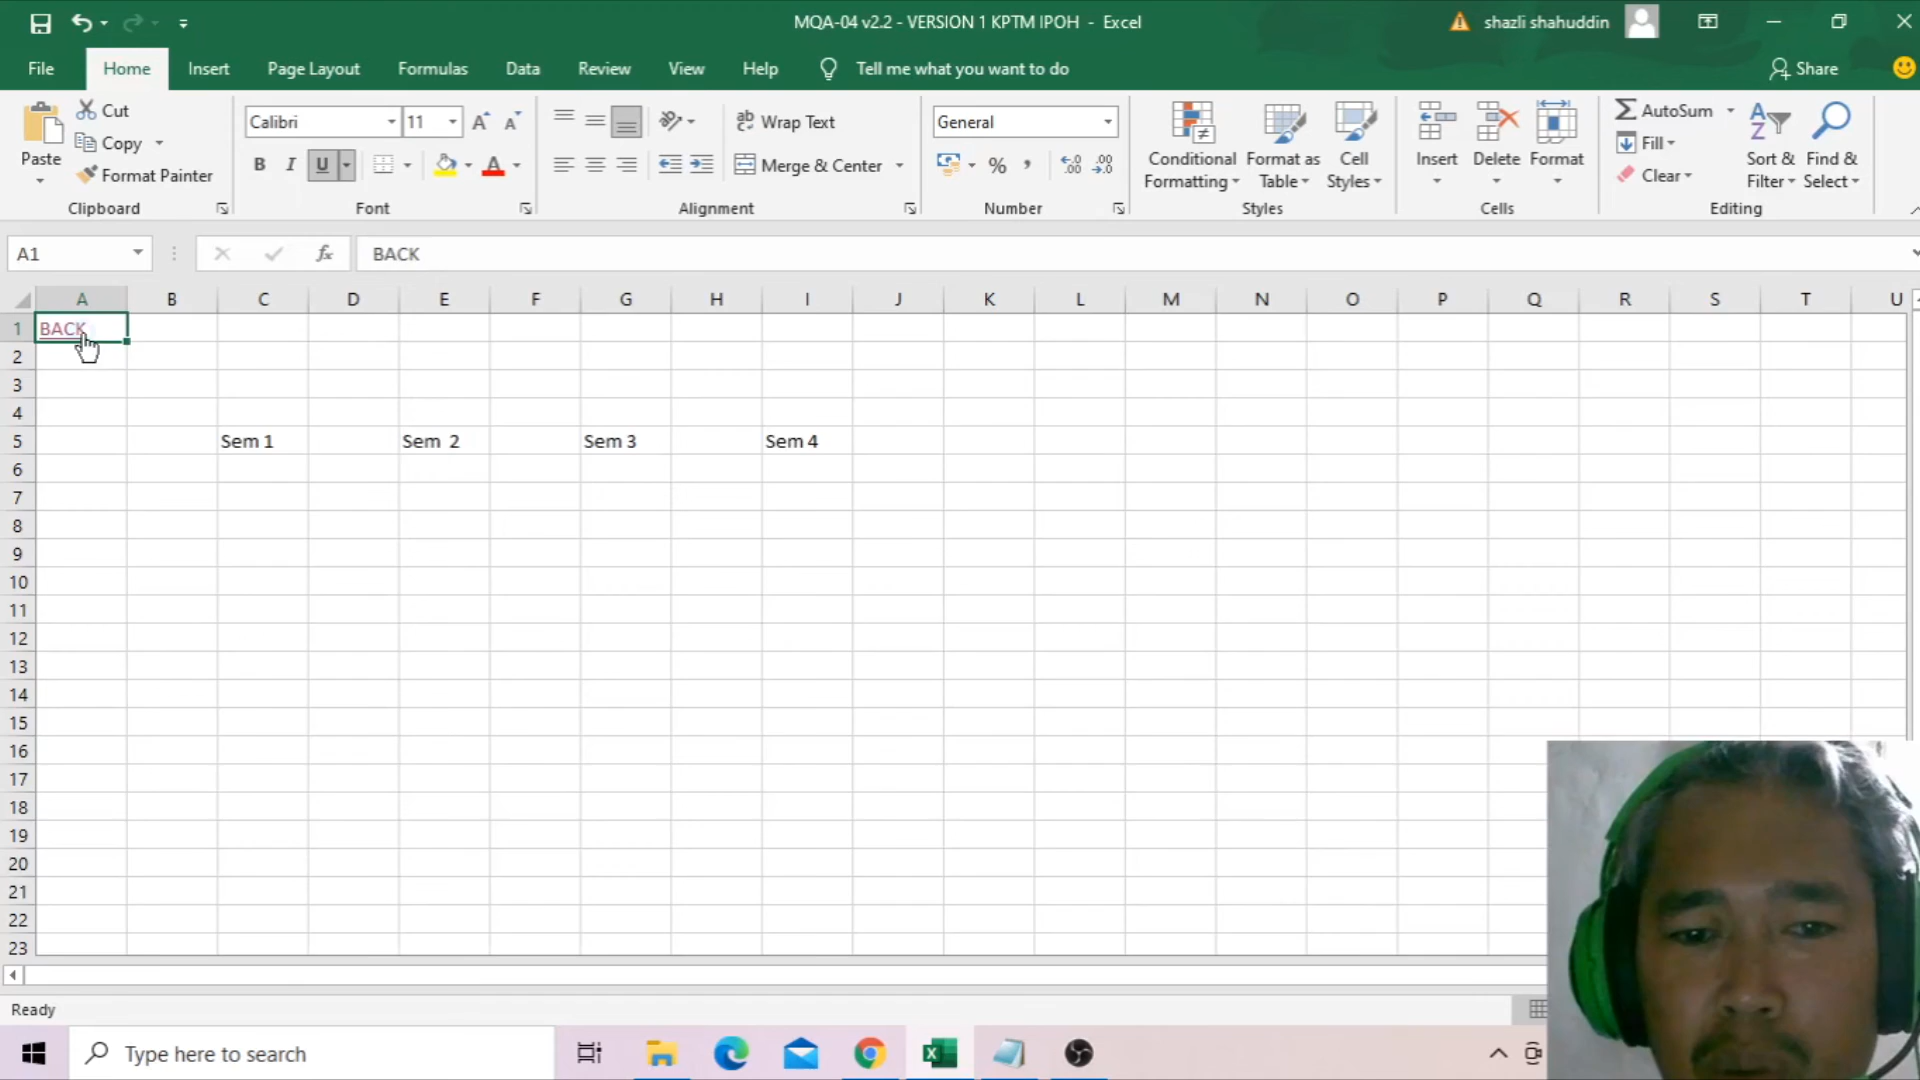 MQA-04 v2.2 - VERSION 1 KPTM IPOH - Excel
shazli shahuddin
File Home Insert Page Layout Formulas Data Review View Help Tell me what you want to do Share
Cut
Copy
Format Painter
Paste
Clipboard
Calibri 11
B I U
Font
Wrap Text
Merge & Center
Alignment
General
%
Number
Conditional Formatting
Format as Table
Cell Styles
Styles
Insert Delete Format
Cells
AutoSum
Fill
Clear
Sort & Filter
Find & Select
Editing
A1 fx BACK
A B C D E F G H I J K L M N O P Q R S T U
1 BACK
2
3
4
5 Sem 1 Sem 2 Sem 3 Sem 4
6
7
8
9
10
11
12
13
14
15
16
17
18
19
20
21
22
23
Ready
Type here to search